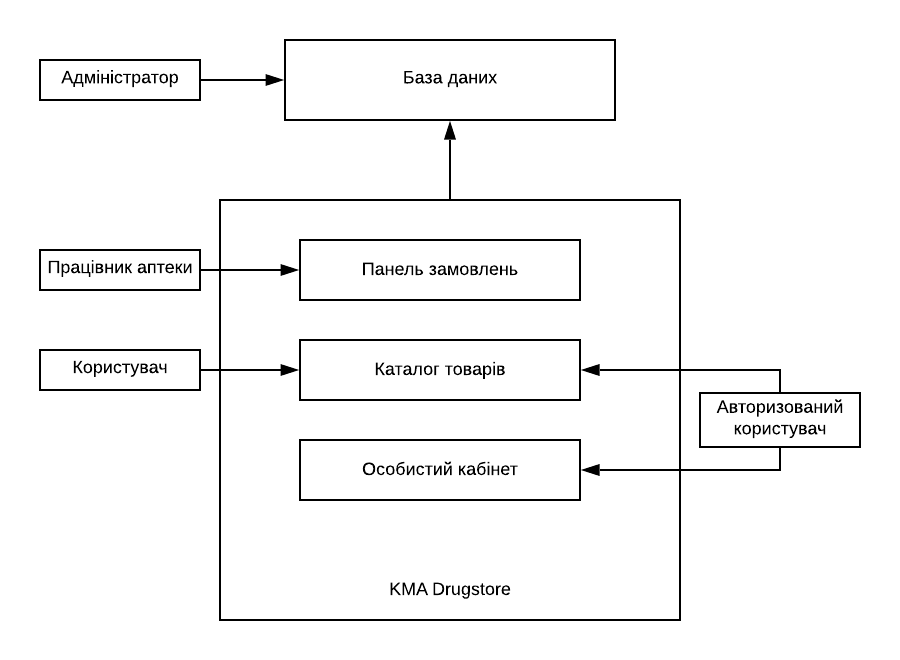 Адміністратор
База даних
Працівник аптеки
Панель замовлень
Користувач
Каталог товарів
Авторизований
користувач
Особистий кабінет
KMA Drugstore